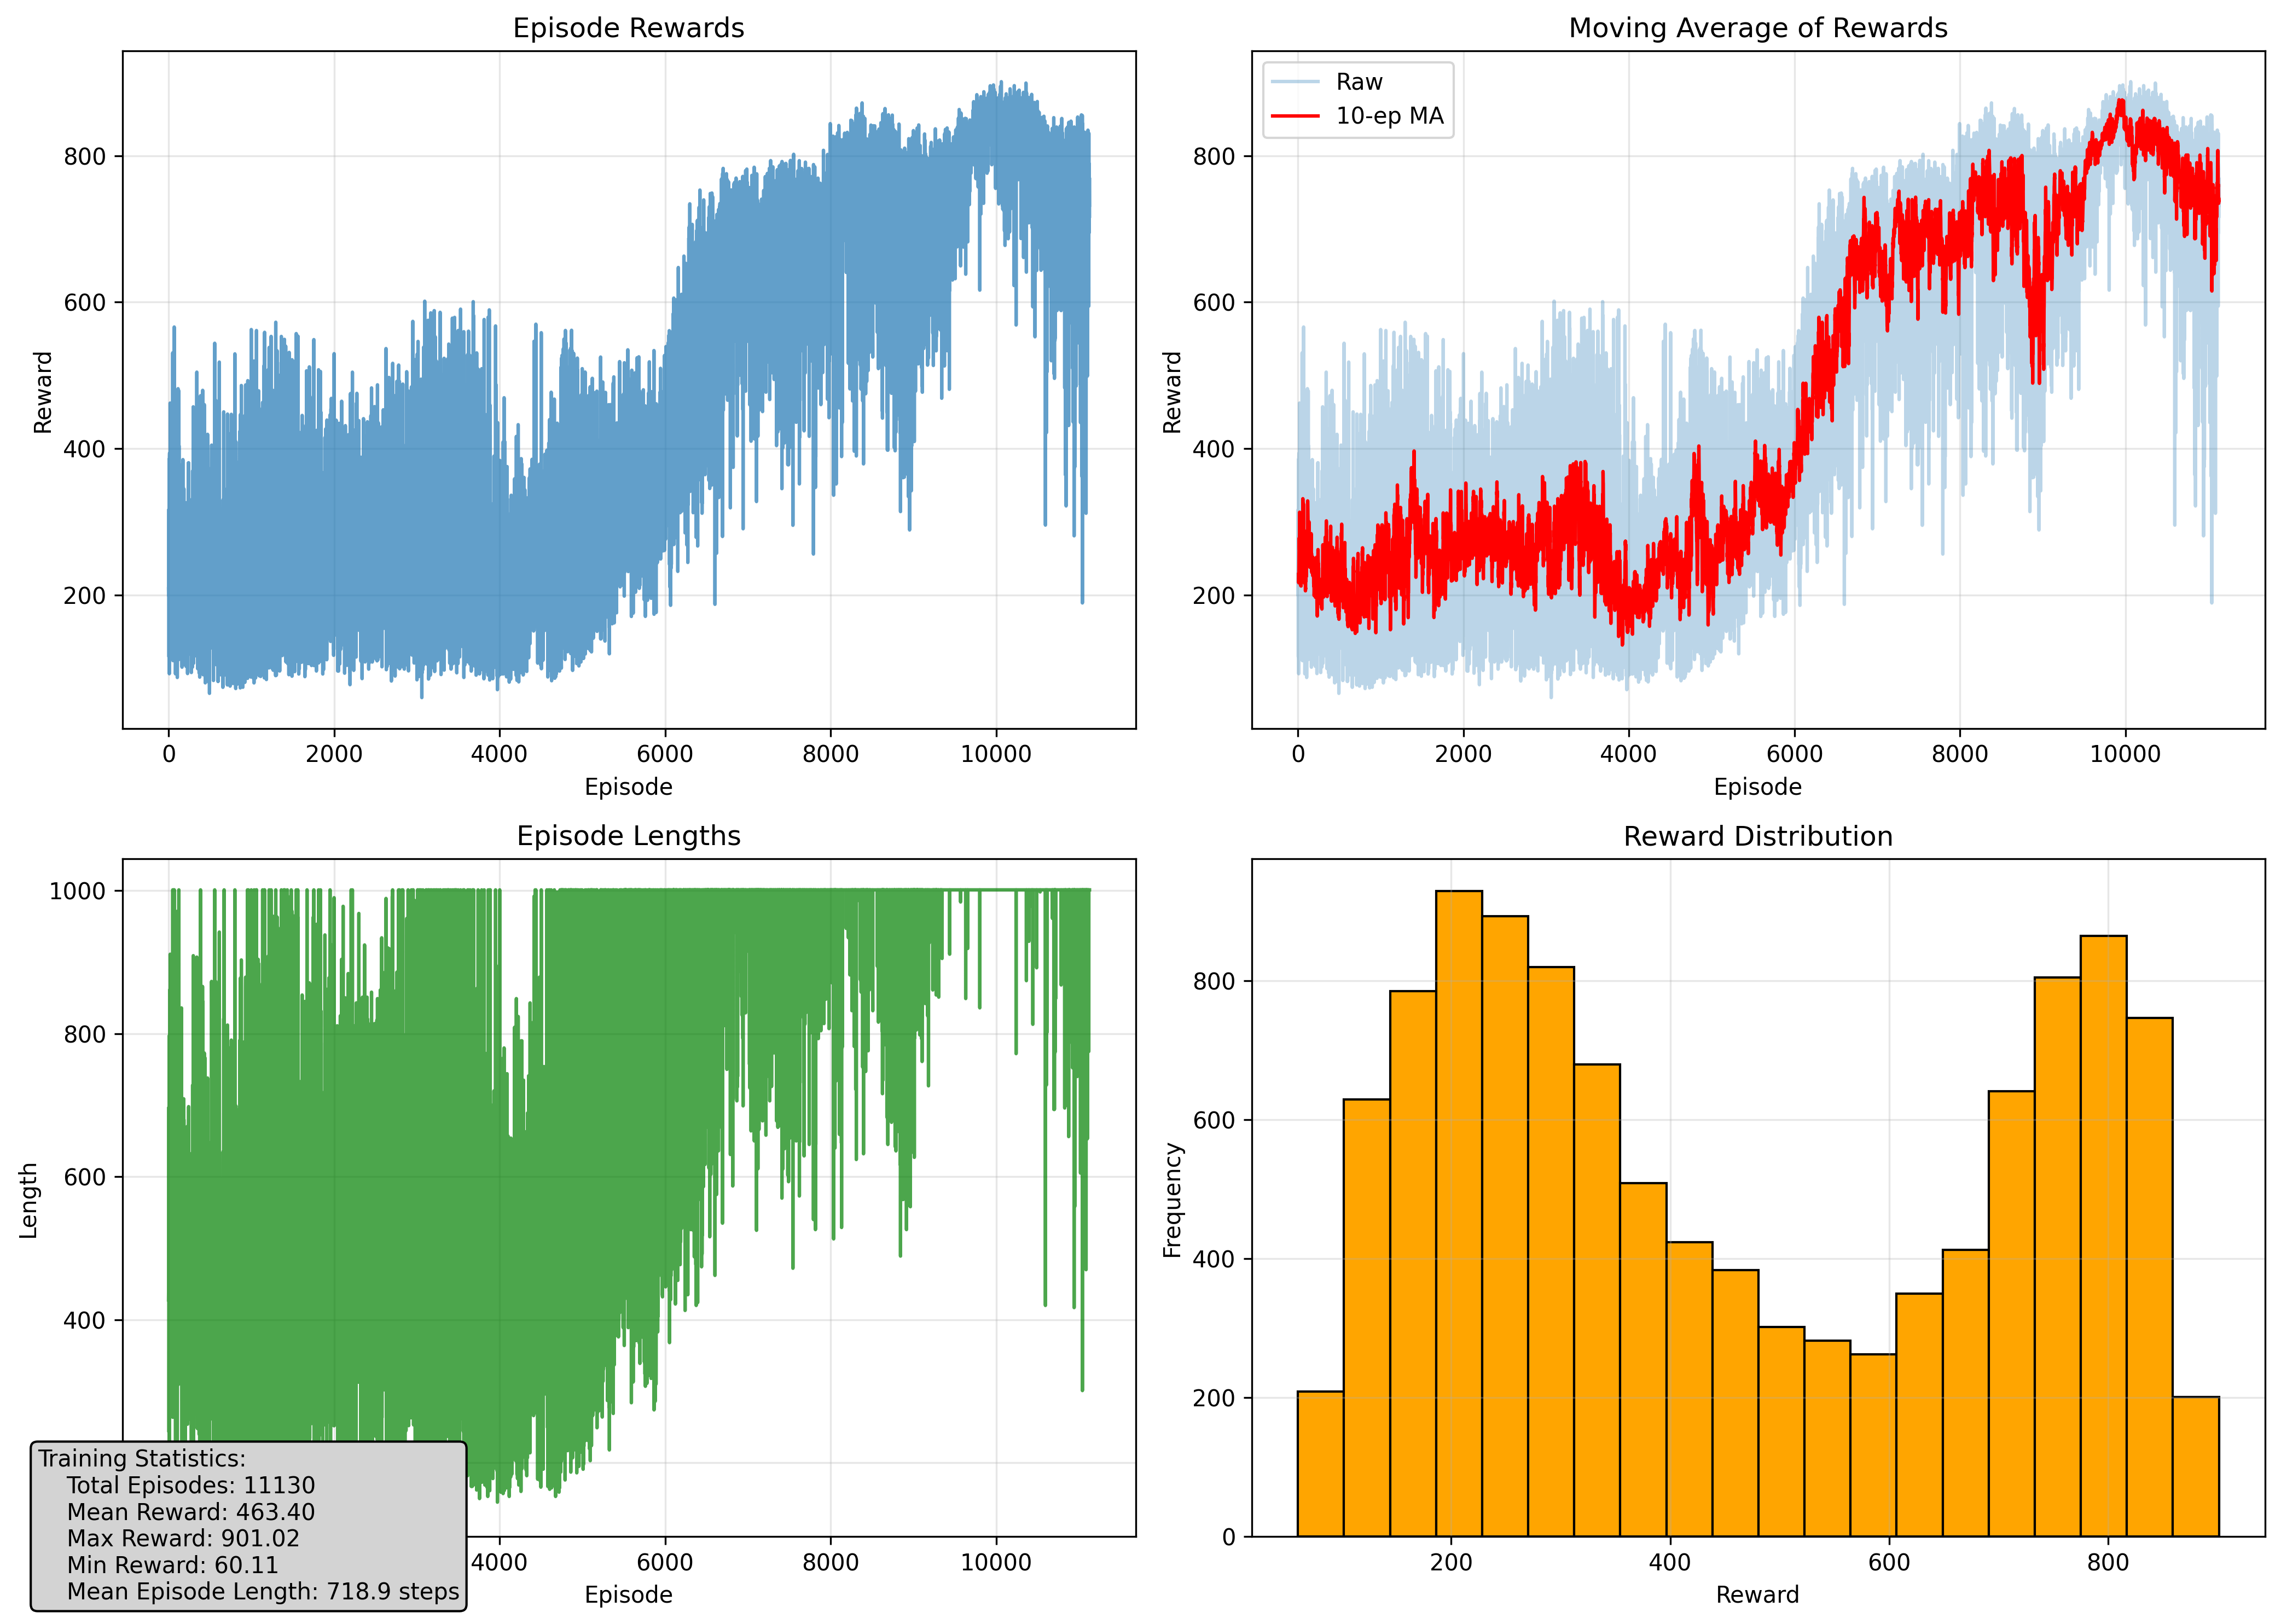 Episode Rewards
Reward
800
600
400
200
0 2000 4000 6000 8000 10000
Episode
Moving Average of Rewards
Raw
10-ep MA
Reward
800
600
400
200
0 2000 4000 6000 8000 10000
Episode
Episode Lengths
Length
1000
800
600
400
4000 6000 8000 10000
Episode
Training Statistics:
Total Episodes: 11130
Mean Reward: 463.40
Max Reward: 901.02
Min Reward: 60.11
Mean Episode Length: 718.9 steps
Reward Distribution
Frequency
800
600
400
200
0
200 400 600 800
Reward